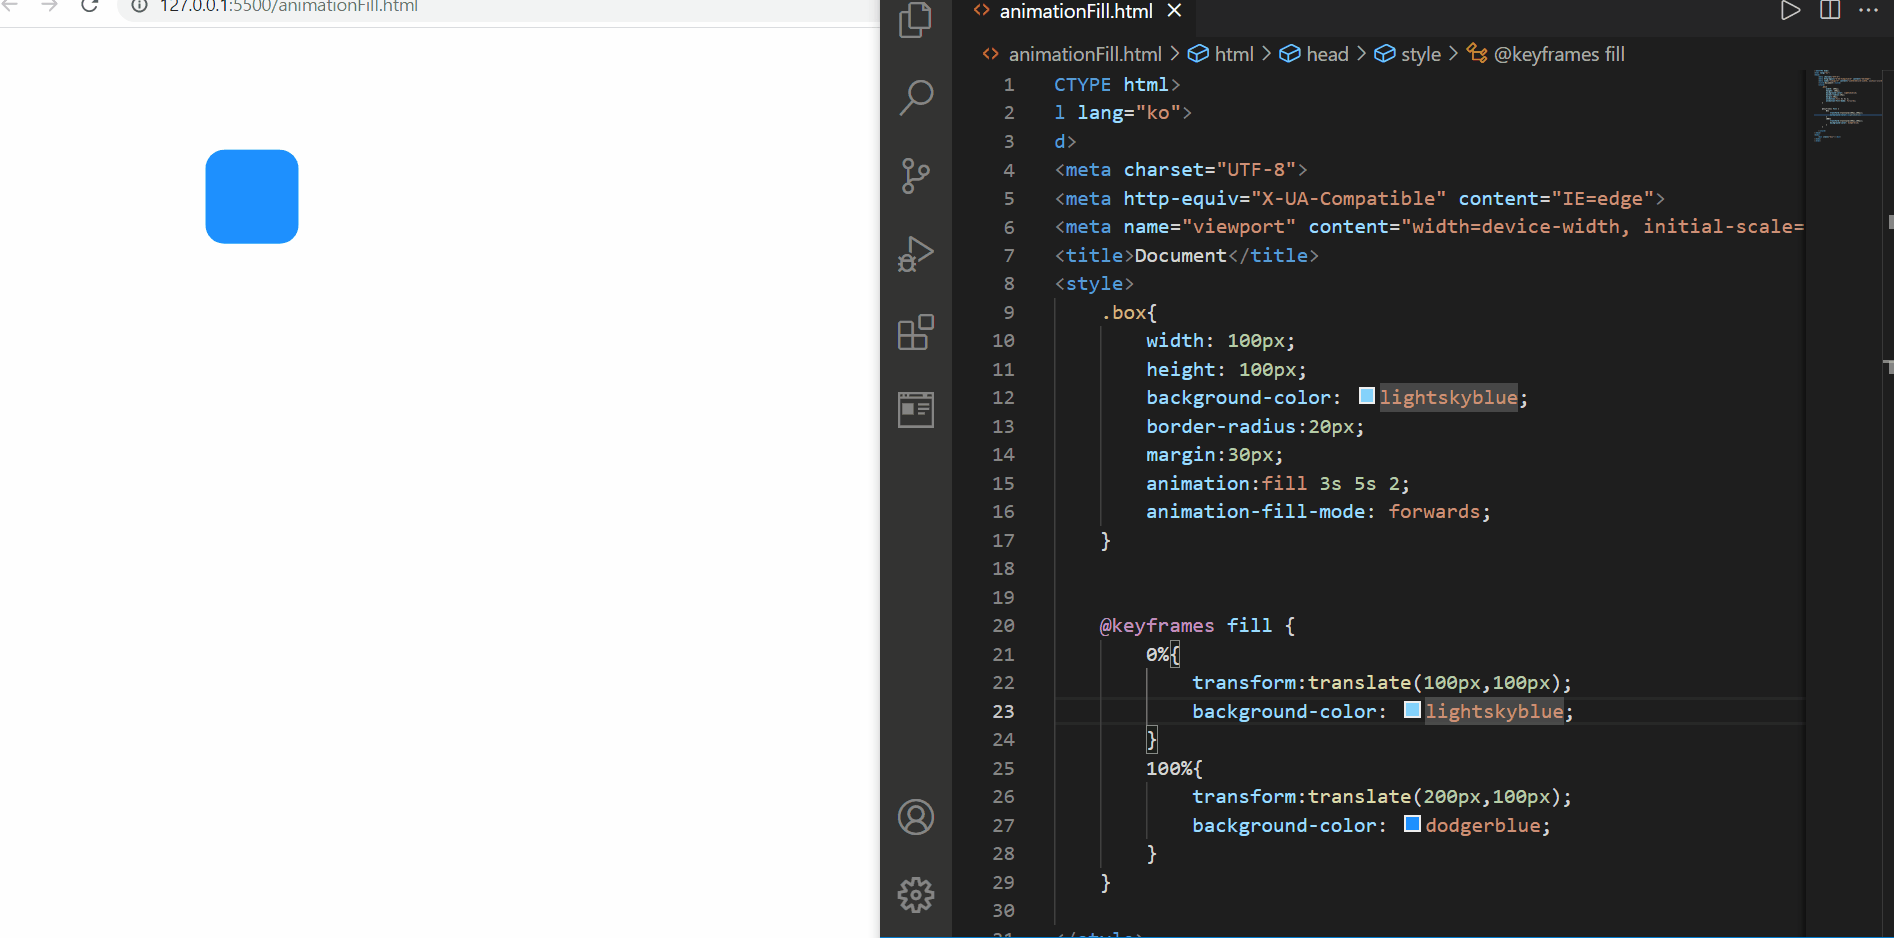 127.0.0.1:5500/animationFill.html
animationFill.html
animationFill.html > html > head > style > @keyframes fill
1 CTYPE html>
2 l lang="ko">
3 d>
4 <meta charset="UTF-8">
5 <meta http-equiv="X-UA-Compatible" content="IE=edge">
6 <meta name="viewport" content="width=device-width, initial-scale=
7 <title>Document</title>
8 <style>
9 .box{
10 width: 100px;
11 height: 100px;
12 background-color: lightskyblue;
13 border-radius:20px;
14 margin:30px;
15 animation:fill 3s 5s 2;
16 animation-fill-mode: forwards;
17 }
18
19
20 @keyframes fill {
21 0%{
22 transform:translate(100px,100px);
23 background-color: lightskyblue;
24 }
25 100%{
26 transform:translate(200px,100px);
27 background-color: dodgerblue;
28 }
29 }
30
31 </style>